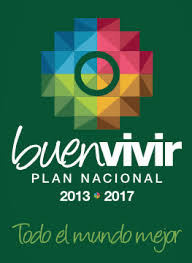 buenvivir
PLAN NACIONAL
2013 • 2017
Todo el mundo mejor